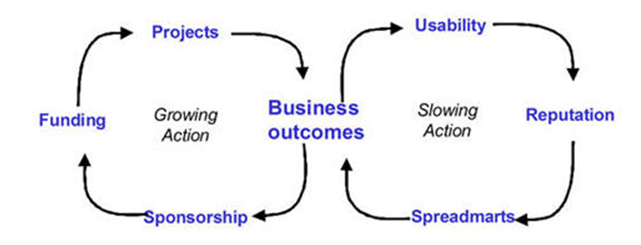 Projects
Funding
Growing
Action
Business
outcomes
Sponsorship
Usability
Slowing
Action
Reputation
Spreadmarts